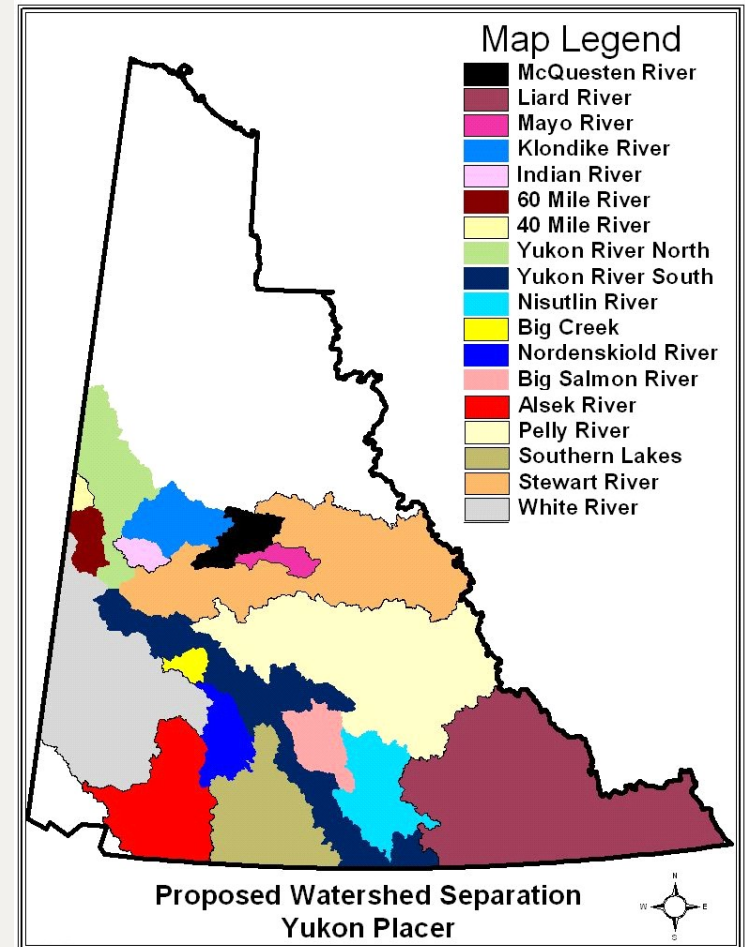 Map Legend
McQuesten River
Liard River
Mayo River
Klondike River
Indian River
60 Mile River
40 Mile River
Yukon River North
Yukon River South
Nisutlin River
Big Creek
Nordenskiold River
Big Salmon River
Alsek River
Pelly River
Southern Lakes
Stewart River
White River
Proposed Watershed Separation
Yukon Placer
N
W E
S